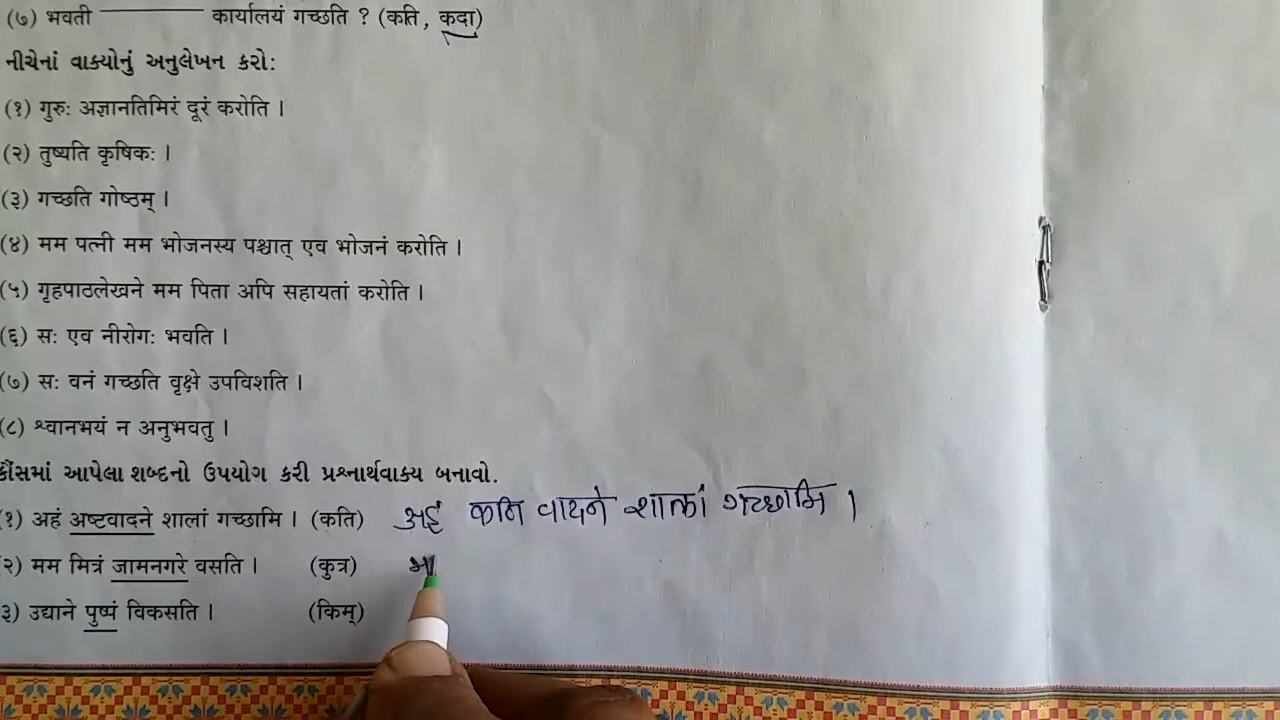 (७) भवती ________ कार्यालयं गच्छति ? (कति, कदा)
નીચેનાં વાક્યોનું અનુલેખન કરો:
(१) गुरुः अज्ञानतिमिरं दूरं करोति ।
(२) तुष्यति कृषिकः ।
(३) गच्छति गोष्ठम् ।
(४) मम पत्नी मम भोजनस्य पश्चात् एव भोजनं करोति ।
(५) गृहपाठलेखने मम पिता अपि सहायतां करोति ।
(६) सः एव नीरोगः भवति ।
(७) सः वनं गच्छति वृक्षे उपविशति ।
(८) श्वानभयं न अनुभवतु ।
કૌંસમાં આપેલા શબ્દનો ઉપયોગ કરી પ્રશ્નાર્થવાક્ય બનાવો.
(१) अहं अष्टवादने शालां गच्छामि । (कति) अहं कति वादने शालां गच्छामि ।
(२) मम मित्रं जामनगरे वसति । (कुत्र)
३) उद्याने पुष्पं विकसति । (किम्)